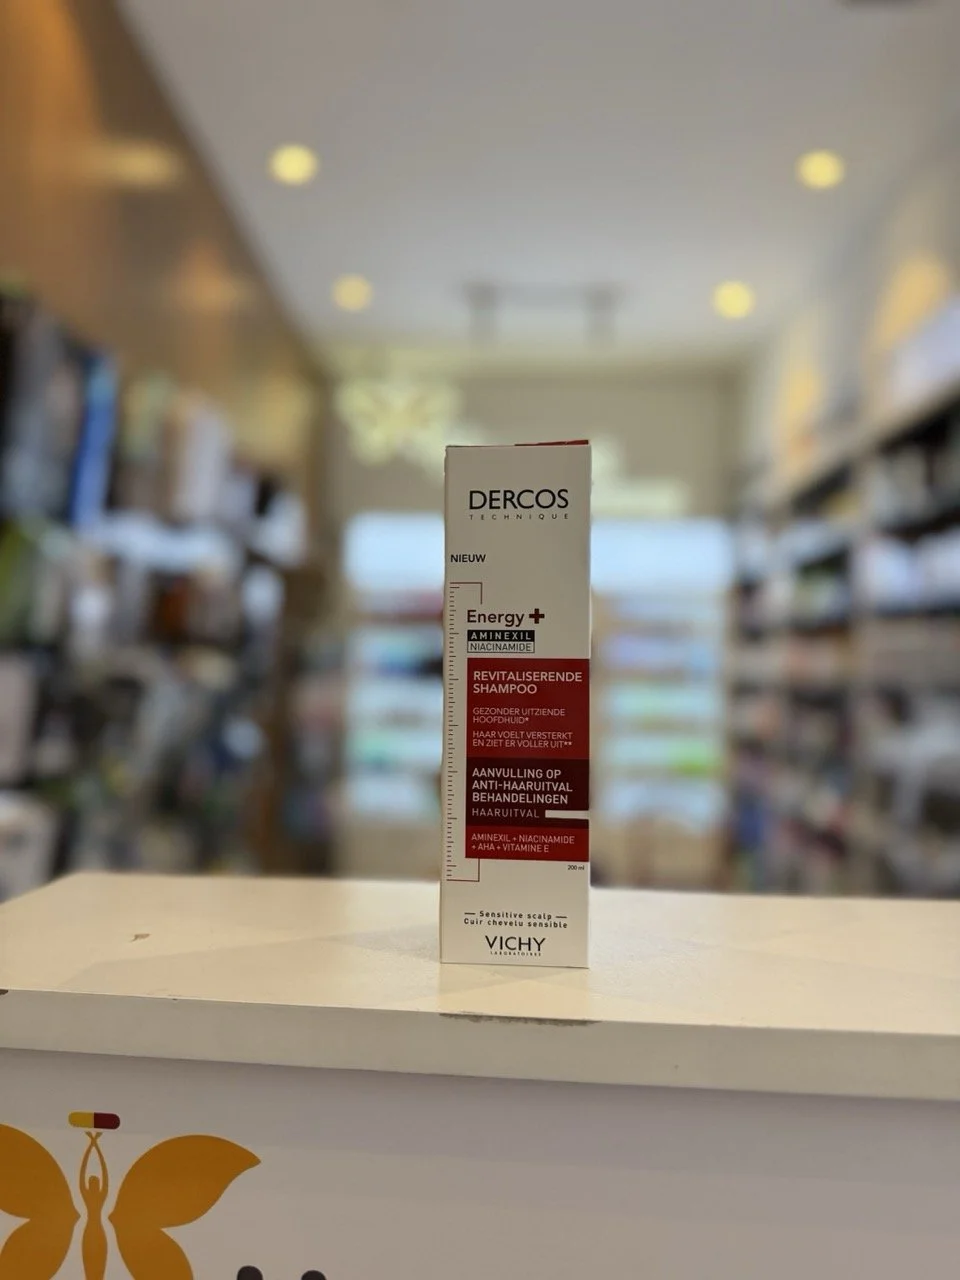 DERCOS
TECHNIQUE
NIEUW
Energy +
AMINEXIL
NIACINAMIDE
REVITALISERENDE
SHAMPOO
GEZONDER UITZIENDE
HOOFDHUID*
HAAR VOELT VERSTERKT
EN ZIET ER VOLLER UIT**
AANVULLING OP
ANTI-HAARUITVAL
BEHANDELINGEN
HAARUITVAL
AMINEXIL + NIACINAMIDE
+ AHA + VITAMINE E
200 ml
Sensitive scalp
Cuir chevelu sensible
VICHY
LABORATOIRES